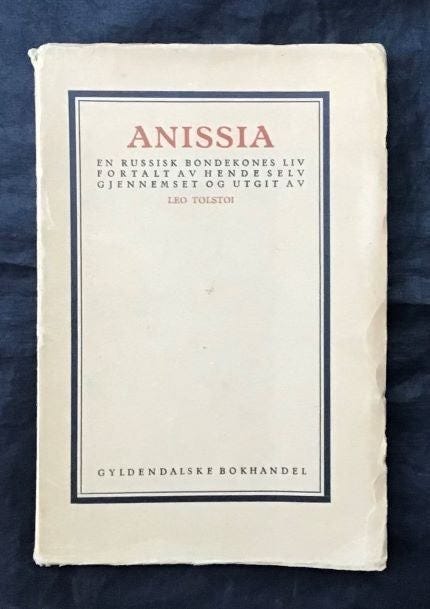 ANISSIA
EN RUSSISK BONDEKONES LIV
FORTALT AV HENDE SELV
GJENNEMSET OG UTGIT AV
LEO TOLSTOI
GYLDENDALSKE BOKHANDEL